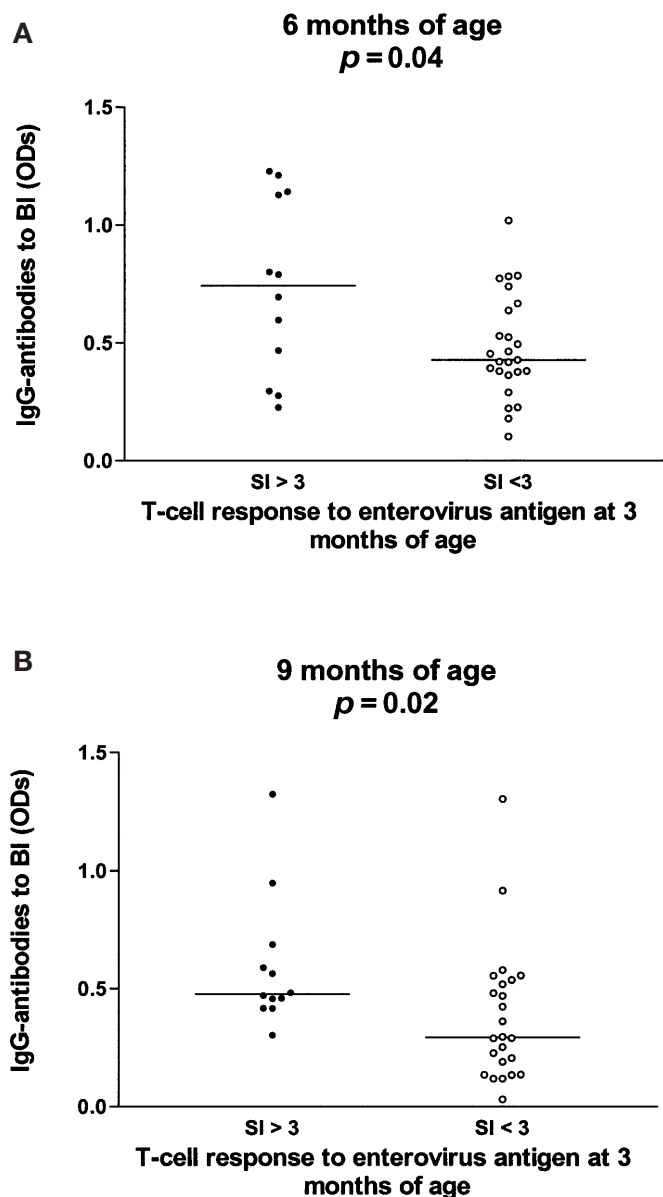 A
6 months of age
p = 0.04
IgG-antibodies to BI (ODs)
1.5
1.0
0.5
0.0
SI > 3 SI <3
T-cell response to enterovirus antigen at 3
months of age
B
9 months of age
p = 0.02
IgG-antibodies to BI (ODs)
1.5
1.0
0.5
0.0
SI > 3 SI < 3
T-cell response to enterovirus antigen at 3
months of age